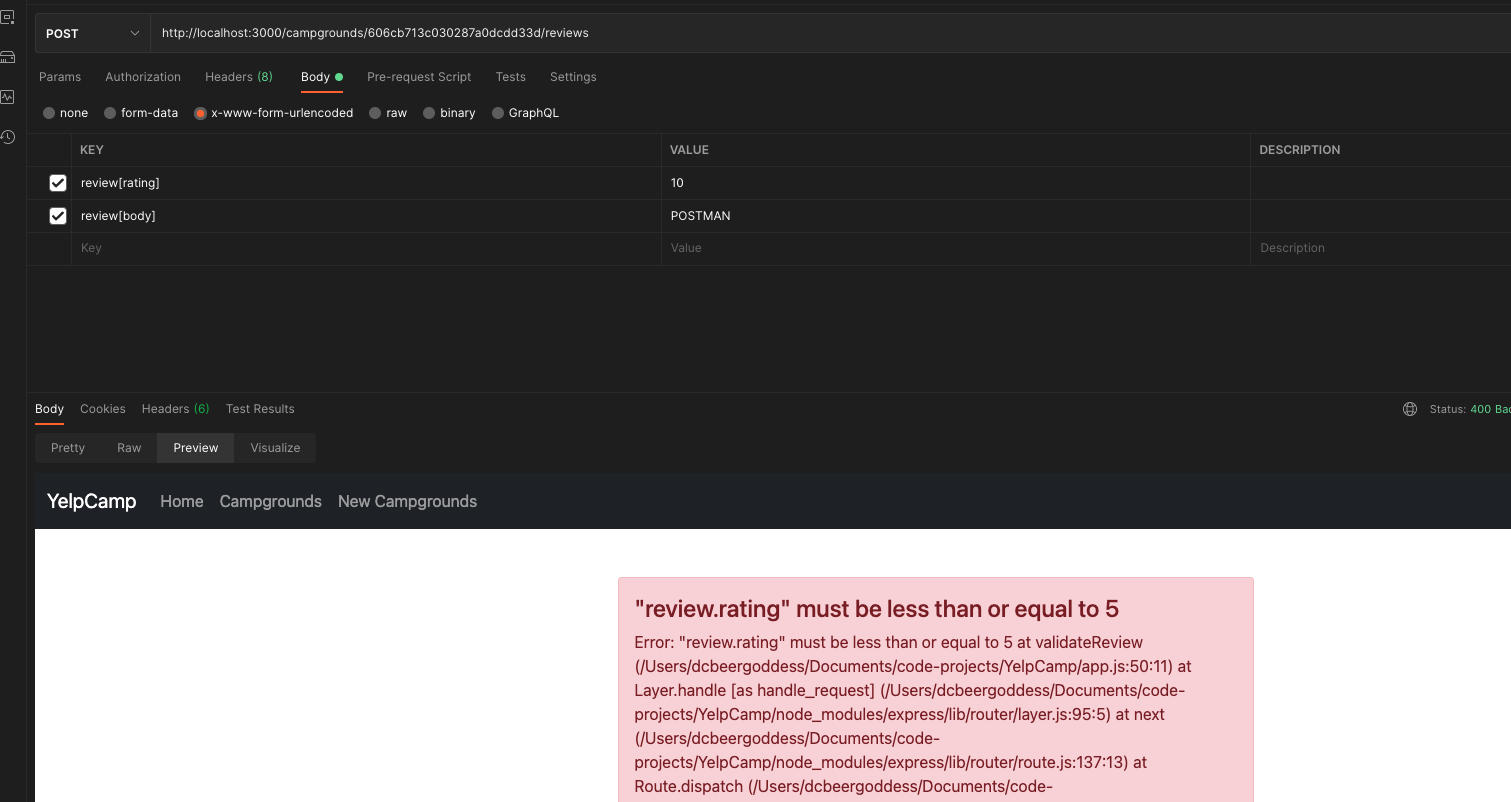 POST http://localhost:3000/campgrounds/606cb713c030287a0dcdd33d/reviews
Params Authorization Headers (8) Body Pre-request Script Tests Settings
none form-data x-www-form-urlencoded raw binary GraphQL
KEY VALUE DESCRIPTION
review[rating] 10
review[body] POSTMAN
Key Value Description
Body Cookies Headers (6) Test Results Status: 400
Pretty Raw Preview Visualize
YelpCamp Home Campgrounds New Campgrounds
"review.rating" must be less than or equal to 5
Error: "review.rating" must be less than or equal to 5 at validateReview
(/Users/dcbeergoddess/Documents/code-projects/YelpCamp/app.js:50:11) at
Layer.handle [as handle_request] (/Users/dcbeergoddess/Documents/code-
projects/YelpCamp/node_modules/express/lib/router/layer.js:95:5) at next
(/Users/dcbeergoddess/Documents/code-
projects/YelpCamp/node_modules/express/lib/router/route.js:137:13) at
Route.dispatch (/Users/dcbeergoddess/Documents/code-